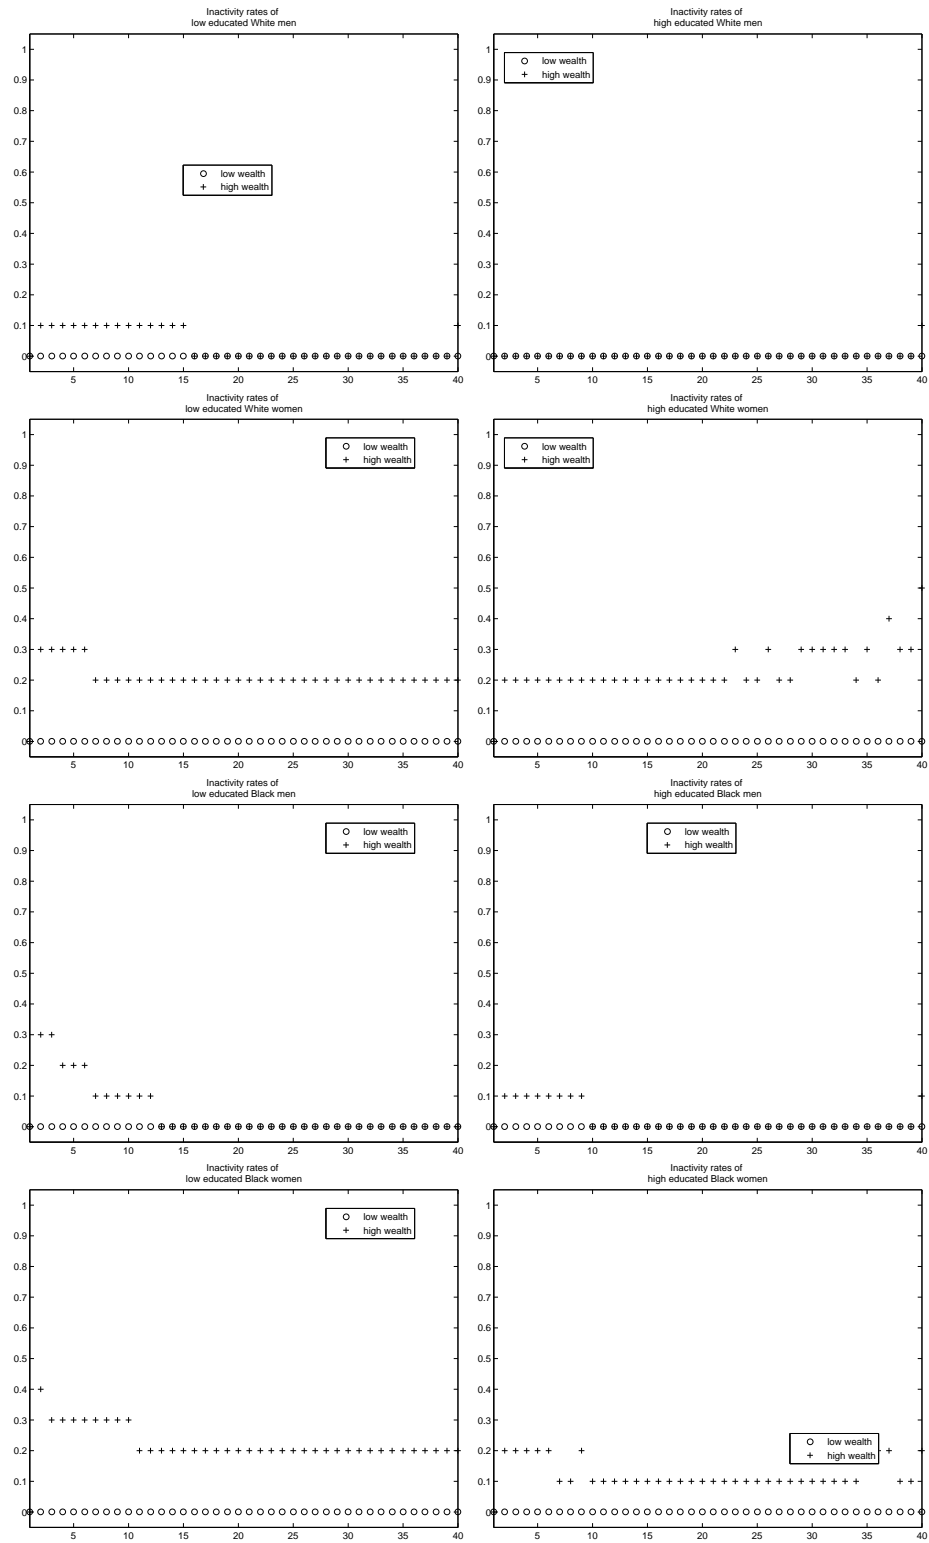 Inactivity rates of
low educated White men
1
0.9
0.8
0.7
0.6
0.5
0.4
0.3
0.2
0.1
0
5 10 15 20 25 30 35 40
low wealth
high wealth
Inactivity rates of
high educated White men
1
0.9
0.8
0.7
0.6
0.5
0.4
0.3
0.2
0.1
0
5 10 15 20 25 30 35 40
low wealth
high wealth
Inactivity rates of
low educated White women
1
0.9
0.8
0.7
0.6
0.5
0.4
0.3
0.2
0.1
0
5 10 15 20 25 30 35 40
low wealth
high wealth
Inactivity rates of
high educated White women
1
0.9
0.8
0.7
0.6
0.5
0.4
0.3
0.2
0.1
0
5 10 15 20 25 30 35 40
low wealth
high wealth
Inactivity rates of
low educated Black men
1
0.9
0.8
0.7
0.6
0.5
0.4
0.3
0.2
0.1
0
5 10 15 20 25 30 35 40
low wealth
high wealth
Inactivity rates of
high educated Black men
1
0.9
0.8
0.7
0.6
0.5
0.4
0.3
0.2
0.1
0
5 10 15 20 25 30 35 40
low wealth
high wealth
Inactivity rates of
low educated Black women
1
0.9
0.8
0.7
0.6
0.5
0.4
0.3
0.2
0.1
0
5 10 15 20 25 30 35 40
low wealth
high wealth
Inactivity rates of
high educated Black women
1
0.9
0.8
0.7
0.6
0.5
0.4
0.3
0.2
0.1
0
5 10 15 20 25 30 35 40
low wealth
high wealth